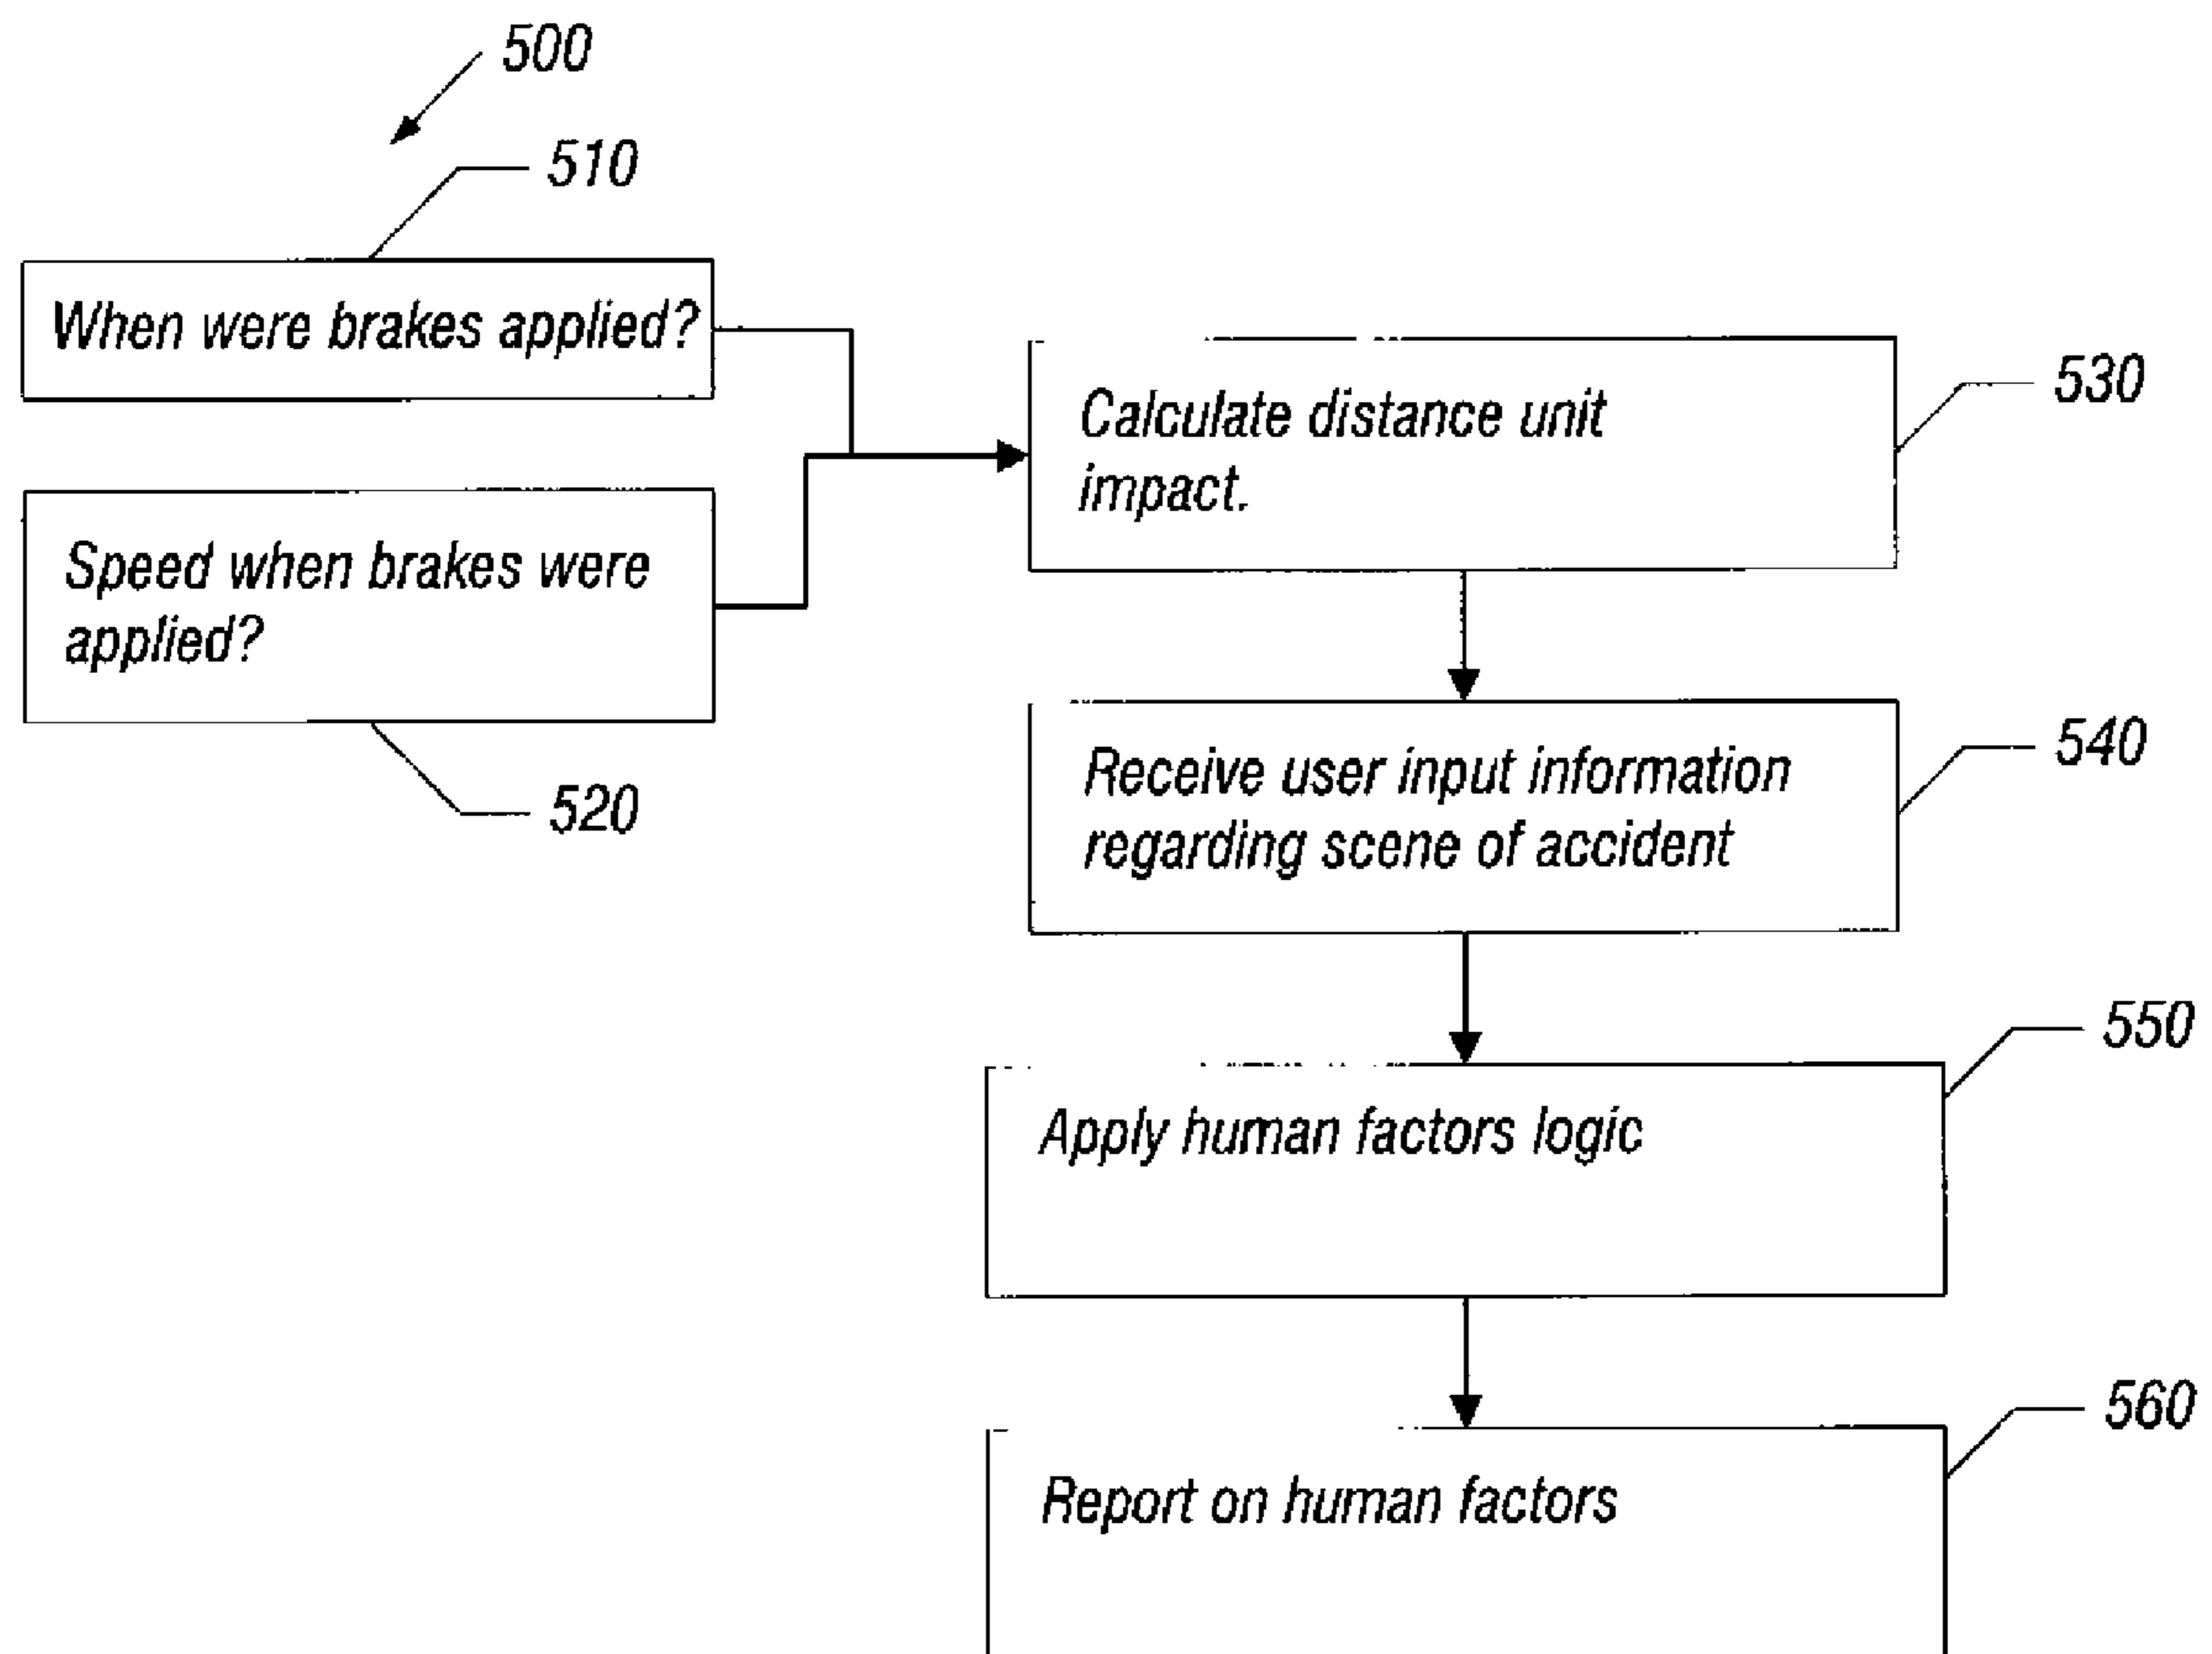 500
510
When were brakes applied?
Speed when brakes were
applied?
520
Calculate distance unit
impact.
530
Receive user input information
regarding scene of accident
540
Apply human factors logic
550
Report on human factors
560